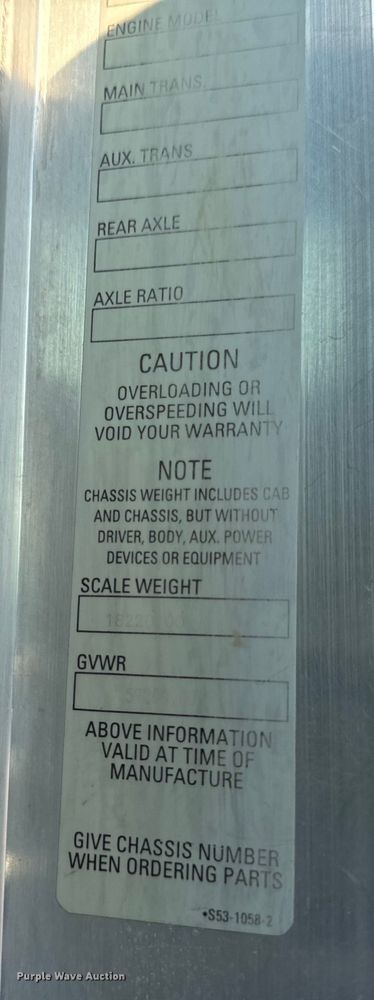 ENGINE MODEL
MAIN TRANS.
AUX. TRANS
REAR AXLE
AXLE RATIO
CAUTION
OVERLOADING OR
OVERSPEEDING WILL
VOID YOUR WARRANTY
NOTE
CHASSIS WEIGHT INCLUDES CAB
AND CHASSIS, BUT WITHOUT
DRIVER, BODY, AUX. POWER
DEVICES OR EQUIPMENT
SCALE WEIGHT
GVWR
ABOVE INFORMATION
VALID AT TIME OF
MANUFACTURE
GIVE CHASSIS NUMBER
WHEN ORDERING PARTS
•S53-1058-2
Purple Wave Auction